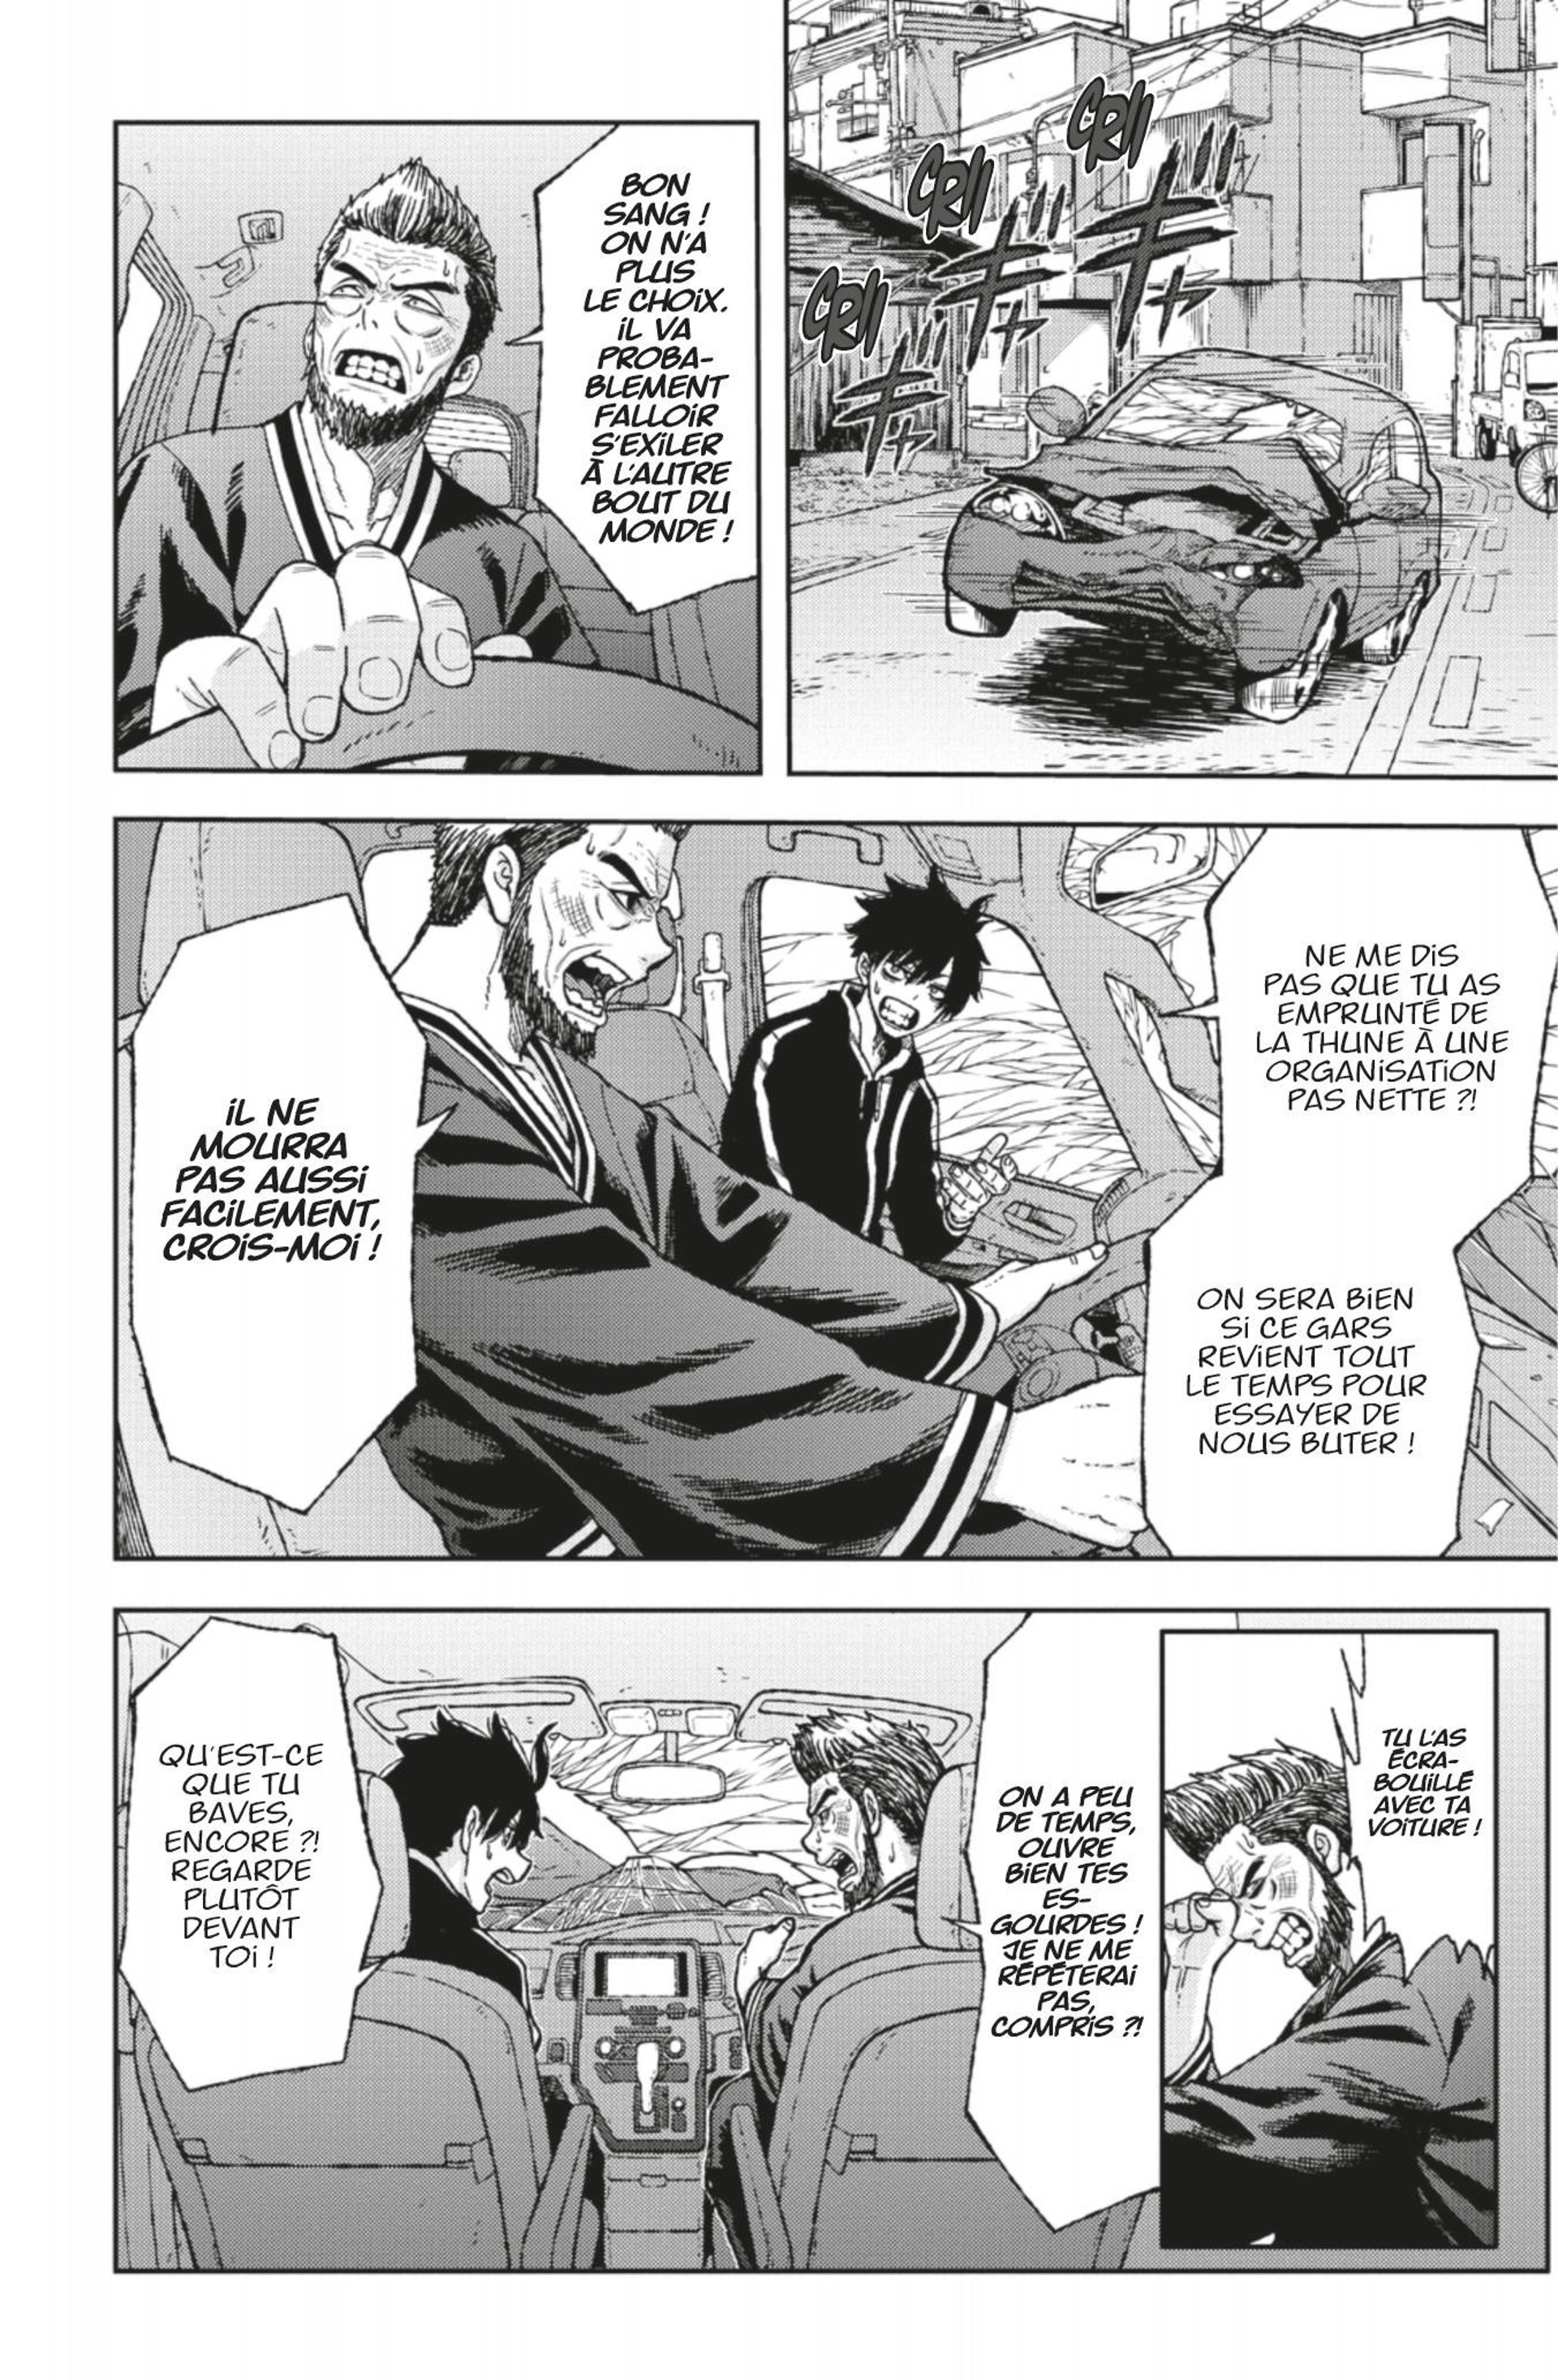 CRII
CRII
CRII
ギギャ
ギギャ
ギギャ
BON
SANG !
ON N'A
PLUS
LE CHOIX.
IL VA
PROBA-
BLEMENT
FALLOIR
S'EXILER
À L'AUTRE
BOUT DU
MONDE !
NE ME DIS
PAS QUE TU AS
EMPRUNTÉ DE
LA THUNE À UNE
ORGANISATION
PAS NETTE ?!
ON SERA BIEN
SI CE GARS
REVIENT TOUT
LE TEMPS POUR
ESSAYER DE
NOUS BUTER !
IL NE
MOURRA
PAS AUSSI
FACILEMENT,
CROIS-MOI !
TU L'AS
ÉCRA-
BOUILLÉ
AVEC TA
VOITURE !
ON A PEU
DE TEMPS,
OUVRE
BIEN TES
ES-
GOURDES !
JE NE ME
RÉPÉTERAI
PAS,
COMPRIS ?!
QU'EST-CE
QUE TU
BAVES,
ENCORE ?!
REGARDE
PLUTÔT
DEVANT
TOI !